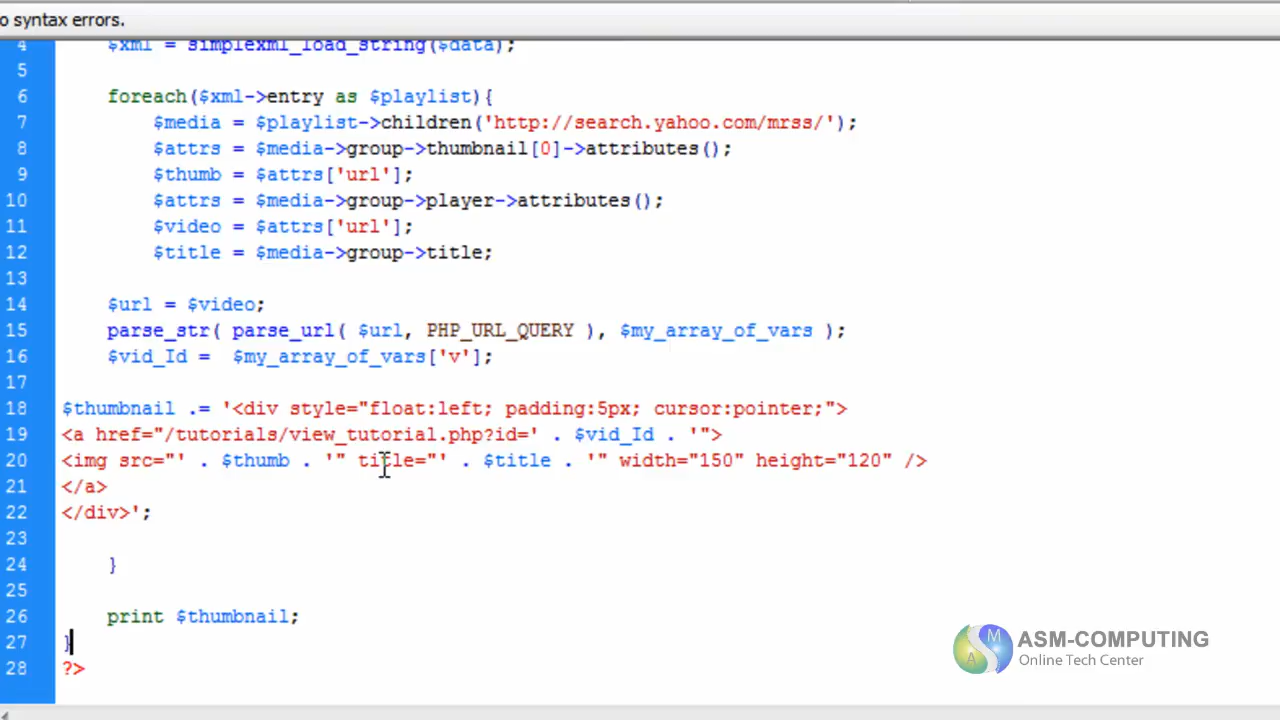 o syntax errors.
4 $xml = simplexml_load_string($data);
5
6 foreach($xml->entry as $playlist){
7 $media = $playlist->children('http://search.yahoo.com/mrss/');
8 $attrs = $media->group->thumbnail[0]->attributes();
9 $thumb = $attrs['url'];
10 $attrs = $media->group->player->attributes();
11 $video = $attrs['url'];
12 $title = $media->group->title;
13
14 $url = $video;
15 parse_str( parse_url( $url, PHP_URL_QUERY ), $my_array_of_vars );
16 $vid_Id =  $my_array_of_vars['v'];
17
18 $thumbnail .= '<div style="float:left; padding:5px; cursor:pointer;">
19 <a href="/tutorials/view_tutorial.php?id=' . $vid_Id . '">
20 <img src="' . $thumb . '" title="' . $title . '" width="150" height="120" />
21 </a>
22 </div>';
23
24 }
25
26 print $thumbnail;
27 }
28 ?>
M
A
ASM-COMPUTING
Online Tech Center